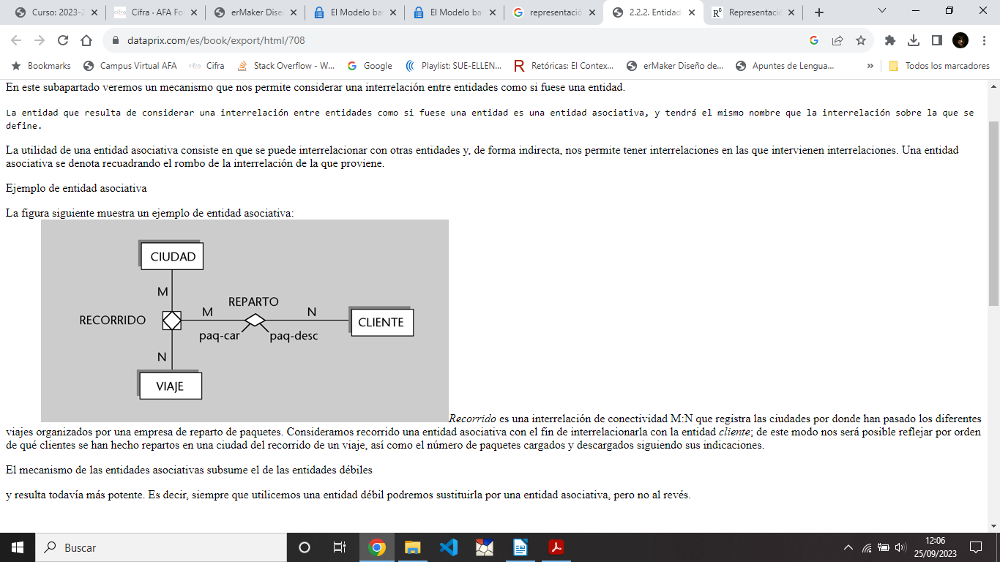 Curso: 2023-2
Cifra · AFA Fo
erMaker Dise
El Modelo ba
El Modelo ba
representació
2.2.2. Entidad
Representaci
dataprix.com/es/book/export/html/708
Bookmarks
Campus Virtual AFA
Cifra
Stack Overflow - W...
Google
Playlist: SUE-ELLEN...
Retóricas: El Contex...
erMaker Diseño de...
Apuntes de Lengua...
»
Todos los marcadores
En este subapartado veremos un mecanismo que nos permite considerar una interrelación entre entidades como si fuese una entidad.
La entidad que resulta de considerar una interrelación entre entidades como si fuese una entidad es una entidad asociativa, y tendrá el mismo nombre que la interrelación sobre la que se
define.
La utilidad de una entidad asociativa consiste en que se puede interrelacionar con otras entidades y, de forma indirecta, nos permite tener interrelaciones en las que intervienen interrelaciones. Una entidad
asociativa se denota recuadrando el rombo de la interrelación de la que proviene.
Ejemplo de entidad asociativa
La figura siguiente muestra un ejemplo de entidad asociativa:
CIUDAD
M
REPARTO
RECORRIDO
M
N
CLIENTE
paq-car
paq-desc
N
VIAJE
Recorrido es una interrelación de conectividad M:N que registra las ciudades por donde han pasado los diferentes
viajes organizados por una empresa de reparto de paquetes. Consideramos recorrido una entidad asociativa con el fin de interrelacionarla con la entidad cliente; de este modo nos será posible reflejar por orden
de qué clientes se han hecho repartos en una ciudad del recorrido de un viaje, así como el número de paquetes cargados y descargados siguiendo sus indicaciones.
El mecanismo de las entidades asociativas subsume el de las entidades débiles
y resulta todavía más potente. Es decir, siempre que utilicemos una entidad débil podremos sustituirla por una entidad asociativa, pero no al revés.
Buscar
12:06
25/09/2023